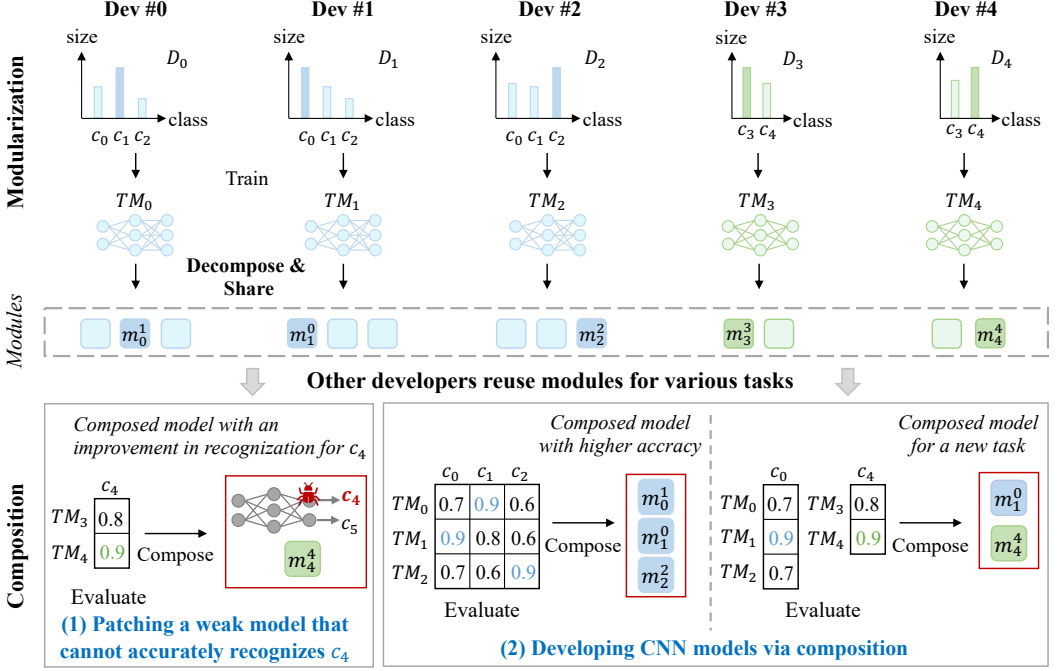 Dev #0 Dev #1 Dev #2 Dev #3 Dev #4
Modularization
size D₀ size D₁ size D₂ size D₃ size D₄
class class class class class
c₀ c₁ c₂ c₀ c₁ c₂ c₀ c₁ c₂ c₃ c₄ c₃ c₄
Train
TM₀ TM₁ TM₂ TM₃ TM₄
Decompose &
Share
Modules
m₀¹ m₁⁰ m₂² m₃³ m₄⁴
Other developers reuse modules for various tasks
Composition
Composed model with an
improvement in recognization for c₄
c₄
TM₃ 0.8
TM₄ 0.9
Compose
c₄
c₅
m₄⁴
Evaluate
(1) Patching a weak model that
cannot accurately recognizes c₄
Composed model
with higher accracy
c₀ c₁ c₂
TM₀ 0.7 0.9 0.6
TM₁ 0.9 0.8 0.6
TM₂ 0.7 0.6 0.9
Compose
m₀¹
m₁⁰
m₂²
Evaluate
Composed model
for a new task
c₀
TM₀ 0.7
TM₁ 0.9
TM₂ 0.7
c₄
TM₃ 0.8
TM₄ 0.9
Compose
m₁⁰
m₄⁴
Evaluate
(2) Developing CNN models via composition